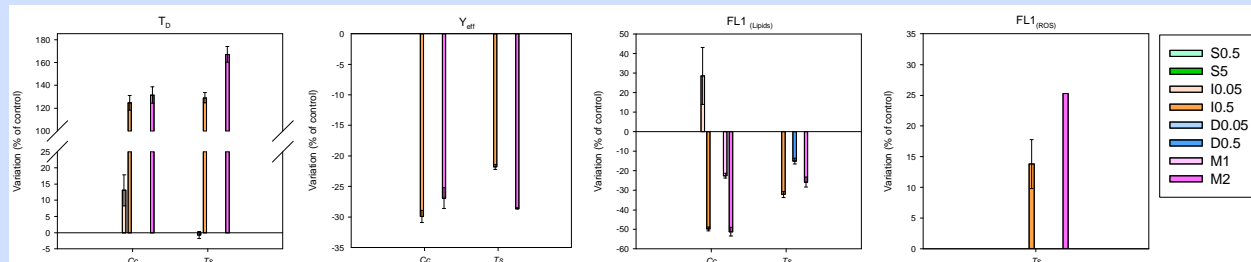 T_D
Variation (% of control)
180
160
140
120
100
25
20
15
10
5
0
-5
Cc
Ts
Y_eff
Variation (% of control)
0
-5
-10
-15
-20
-25
-30
-35
Cc
Ts
FL1 (Lipids)
Variation (% of control)
50
40
30
20
10
0
-10
-20
-30
-40
-50
-60
Cc
Ts
FL1 (ROS)
Variation (% of control)
35
30
25
20
15
10
5
0
Ts
S0.5
S5
I0.05
I0.5
D0.05
D0.5
M1
M2